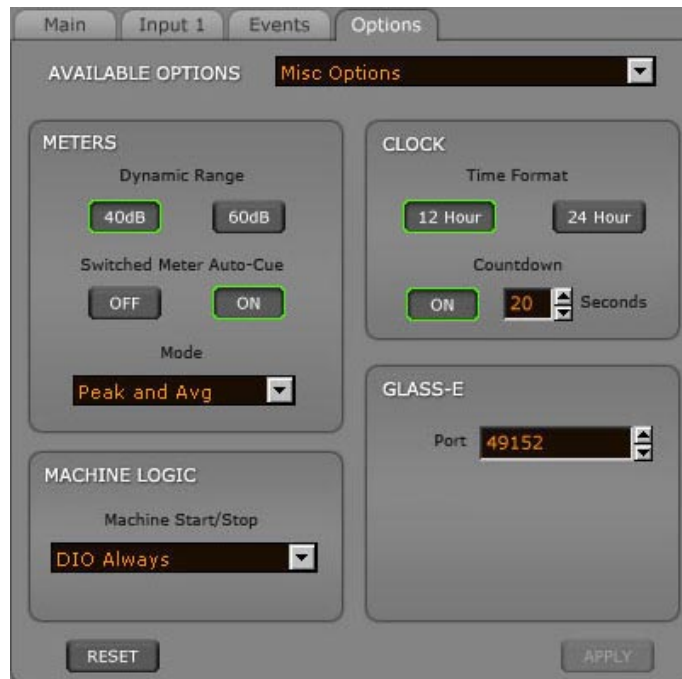 Main Input 1 Events Options
AVAILABLE OPTIONS Misc Options
METERS
Dynamic Range
40dB 60dB
Switched Meter Auto-Cue
OFF ON
Mode
Peak and Avg
MACHINE LOGIC
Machine Start/Stop
DIO Always
CLOCK
Time Format
12 Hour 24 Hour
Countdown
ON 20 Seconds
GLASS-E
Port 49152
RESET APPLY